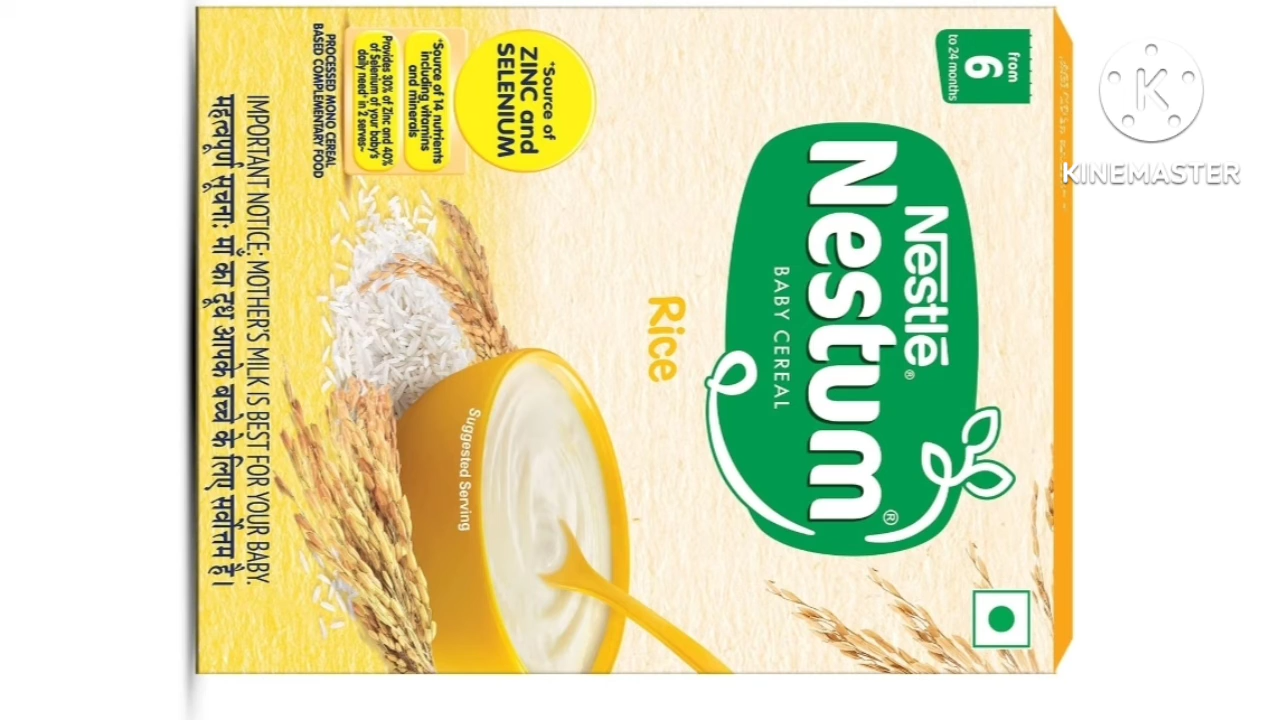 from
6
to 24 months
Nestlé®
Nestum®
BABY CEREAL
Rice
*Source of
ZINC and
SELENIUM
*Source of 14 nutrients
including vitamins
and minerals
Provides 30% of Zinc and 40%
of Selenium of your baby's
daily need⁺ in 2 serves~
PROCESSED MONO CEREAL
BASED COMPLEMENTARY FOOD
Suggested Serving
IMPORTANT NOTICE: MOTHER'S MILK IS BEST FOR YOUR BABY.
महत्वपूर्ण सूचनाः माँ का दूध आपके बच्चे के लिए सर्वोत्तम है।
K
KINEMASTER